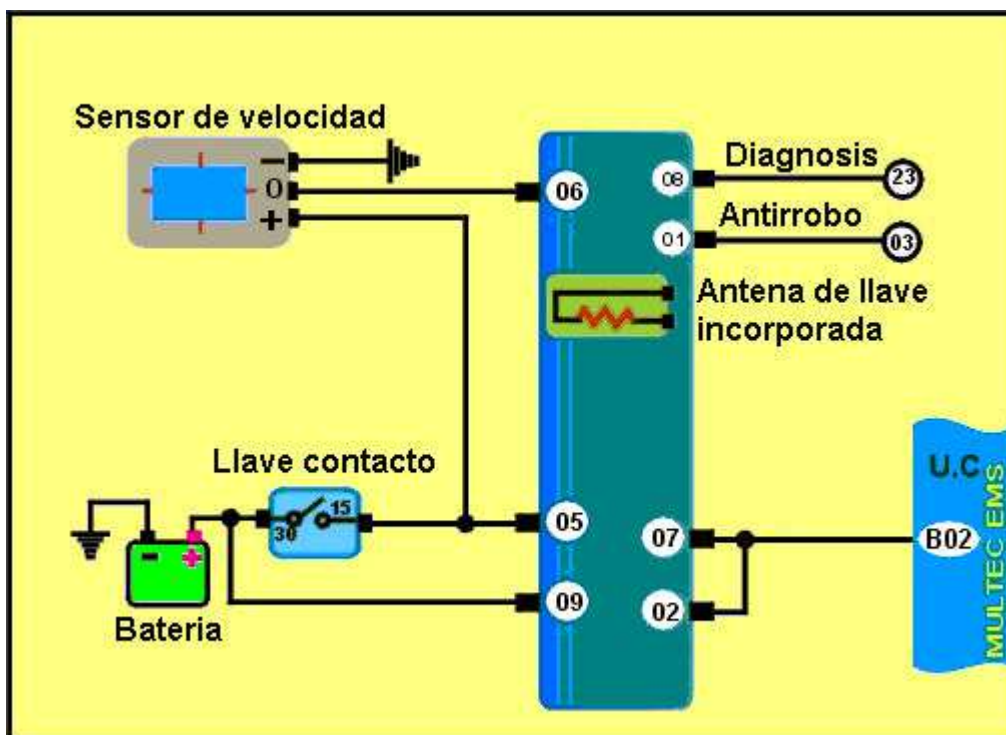 Sensor de velocidad
−
0
+
06
08
Diagnosis
23
01
Antirrobo
03
Antena de llave
incorporada
Llave contacto
30
15
05
09
07
02
U.C
B02
MULTEC EMS
−
+
Bateria